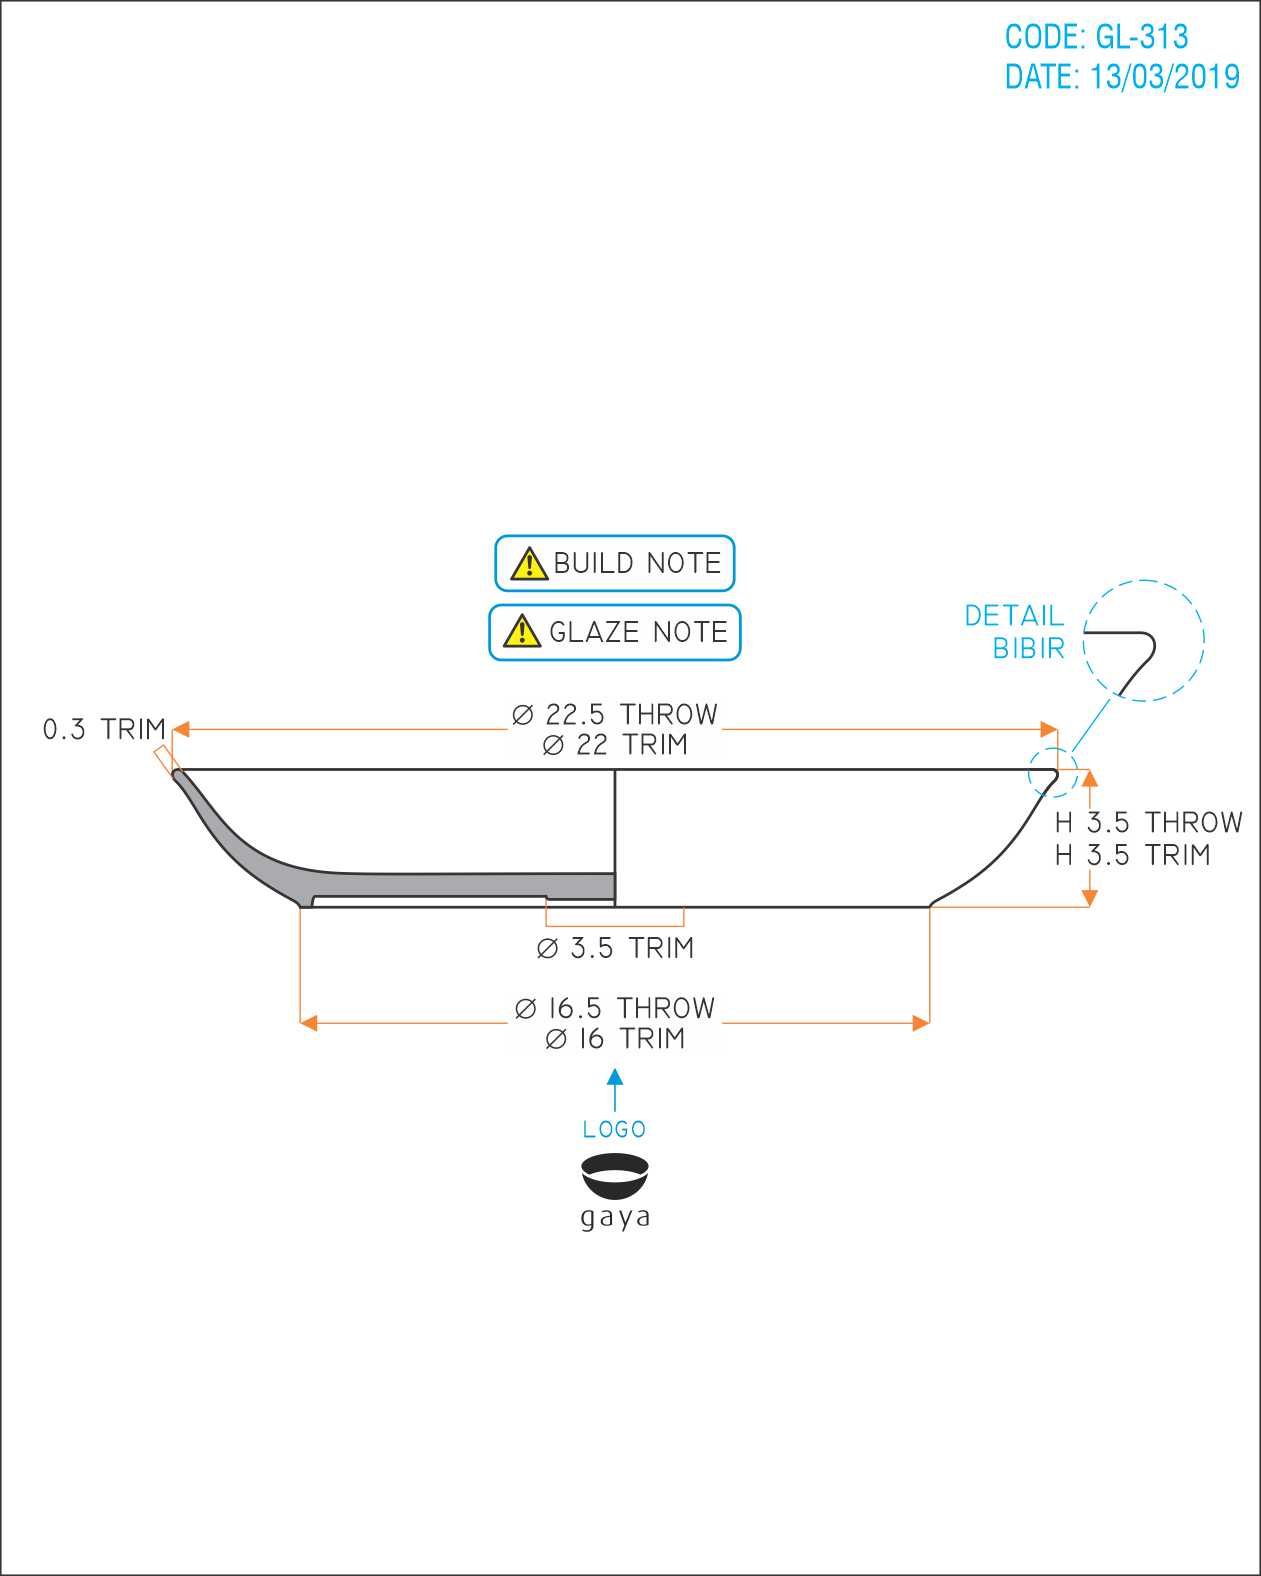 CODE: GL-313
DATE: 13/03/2019
BUILD NOTE
GLAZE NOTE
DETAIL
BIBIR
0.3 TRIM
Ø 22.5 THROW
Ø 22 TRIM
H 3.5 THROW
H 3.5 TRIM
Ø 3.5 TRIM
Ø 16.5 THROW
Ø 16 TRIM
LOGO
gaya